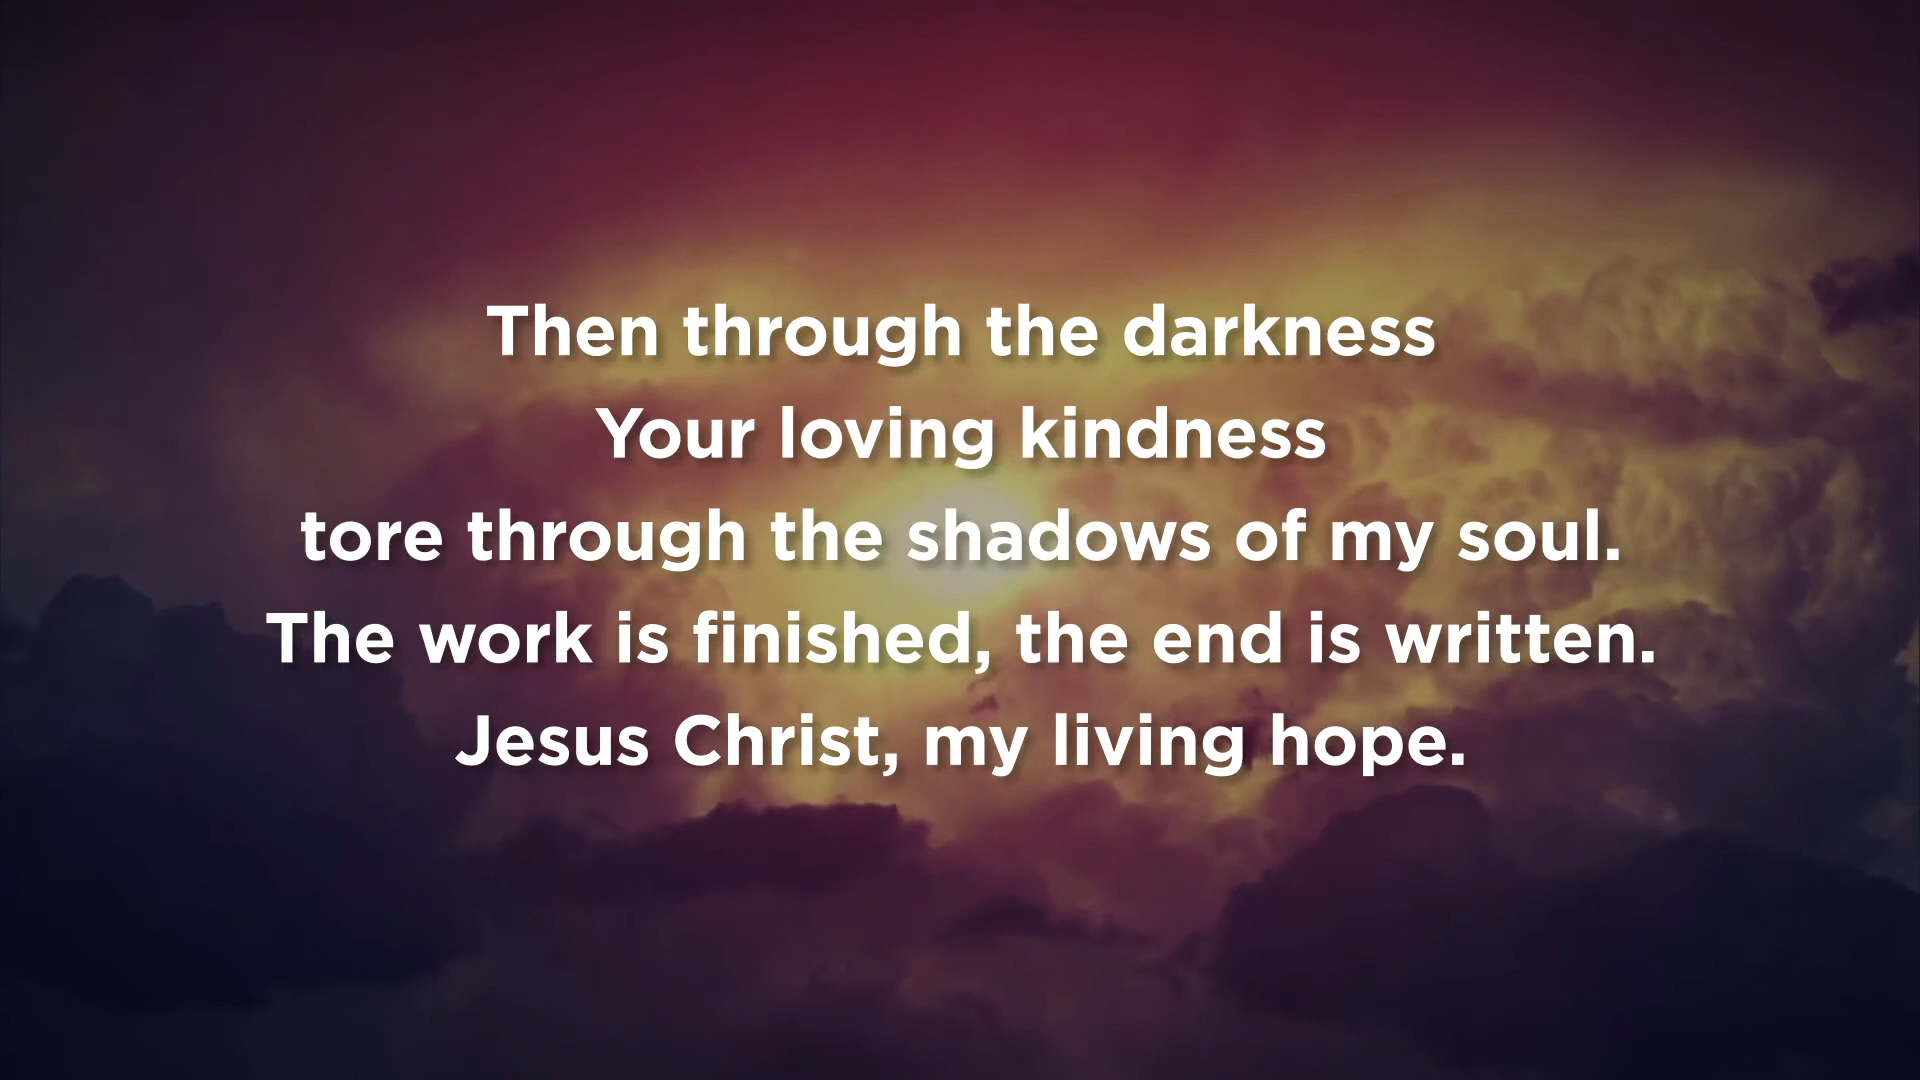 Then through the darkness
Your loving kindness
tore through the shadows of my soul.
The work is finished, the end is written.
Jesus Christ, my living hope.